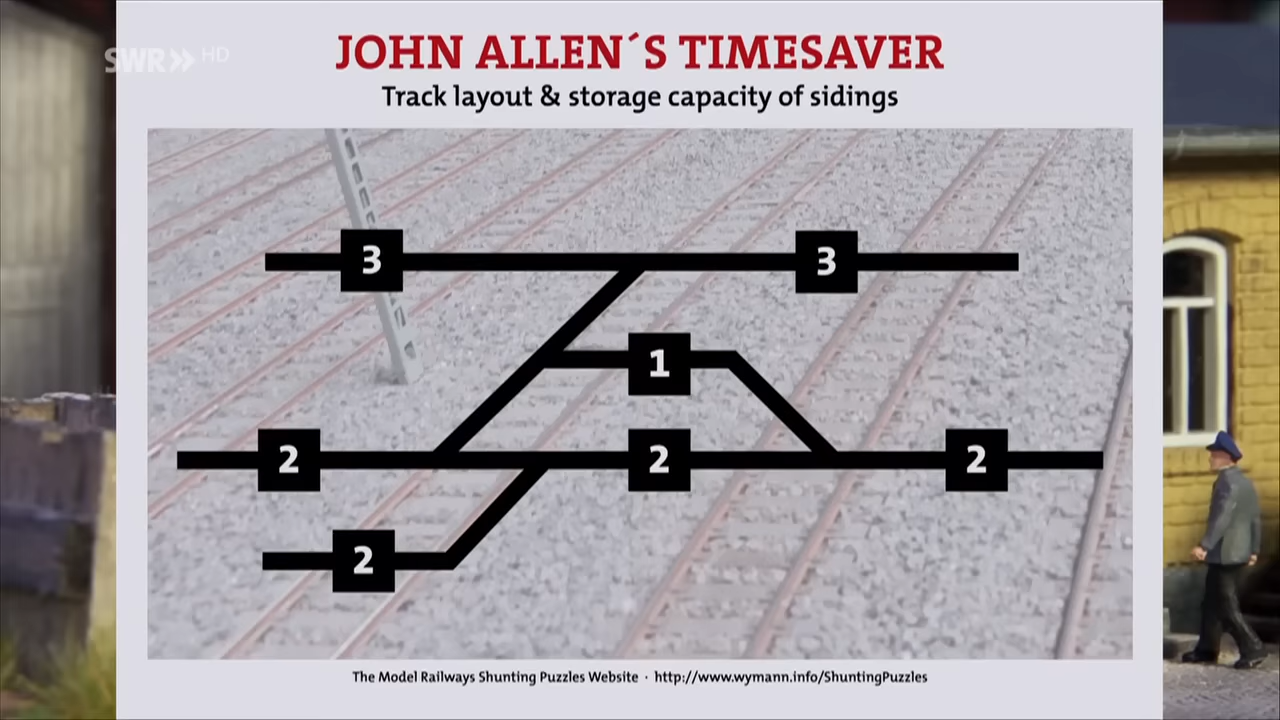 SWR>> HD
JOHN ALLEN´S TIMESAVER
Track layout & storage capacity of sidings
3 3
1
2 2 2
2
The Model Railways Shunting Puzzles Website · http://www.wymann.info/ShuntingPuzzles